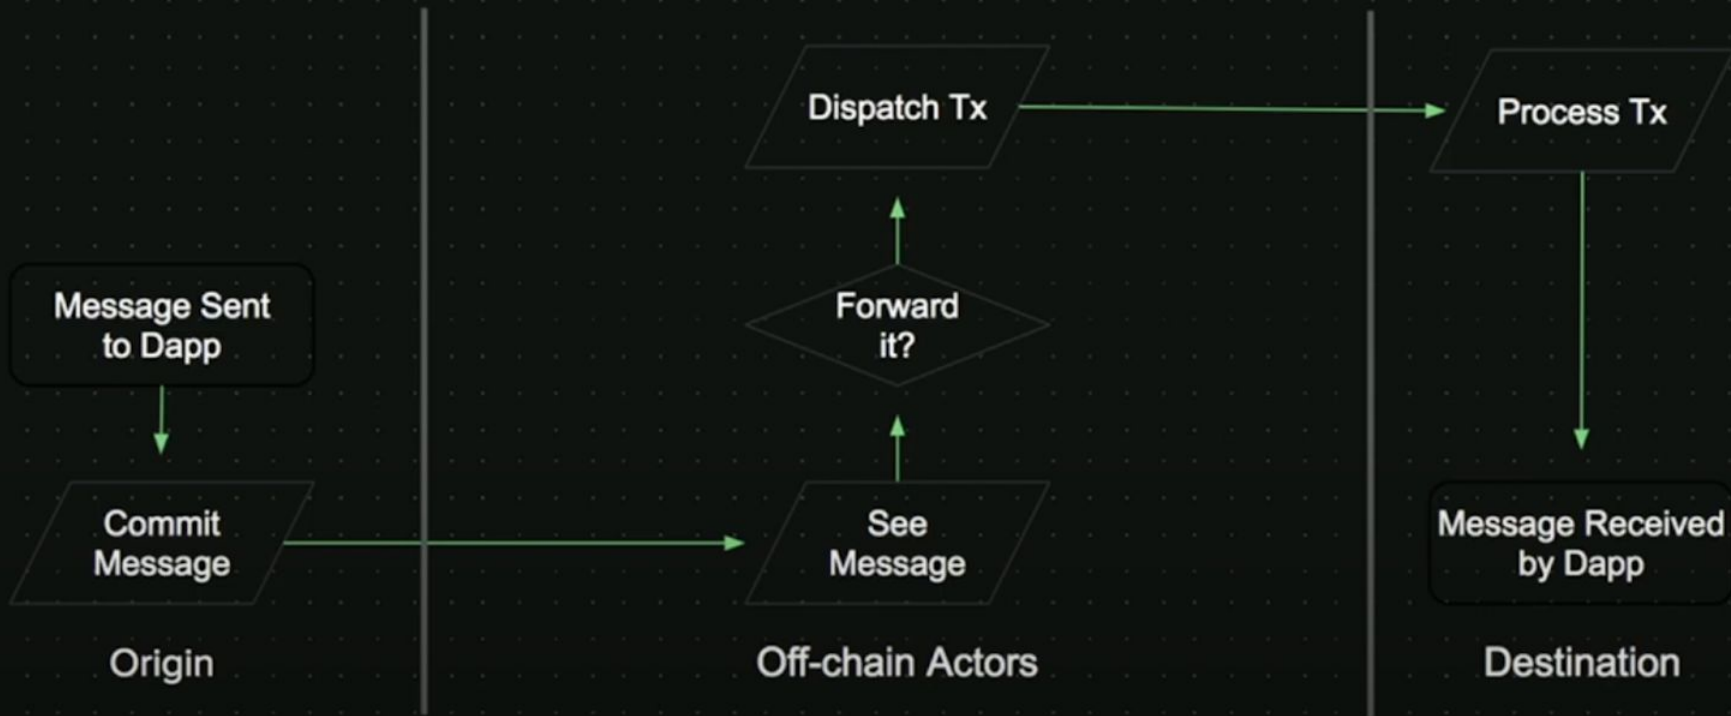 Dispatch Tx
Process Tx
Message Sent
to Dapp
Forward
it?
Commit
Message
See
Message
Message Received
by Dapp
Origin
Off-chain Actors
Destination